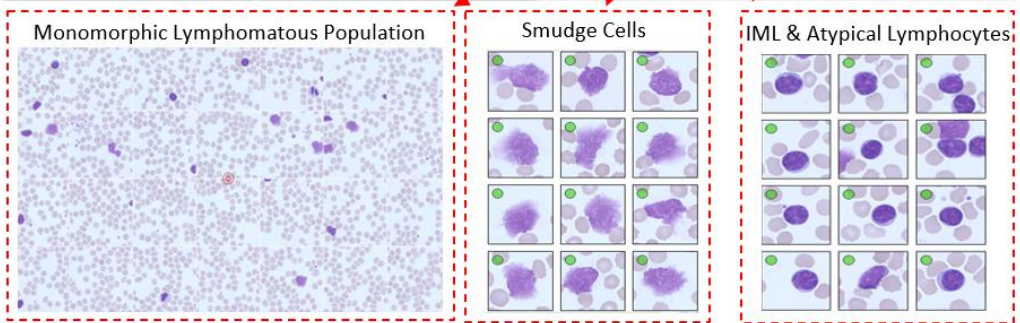 Monomorphic Lymphomatous Population
Smudge Cells
IML & Atypical Lymphocytes